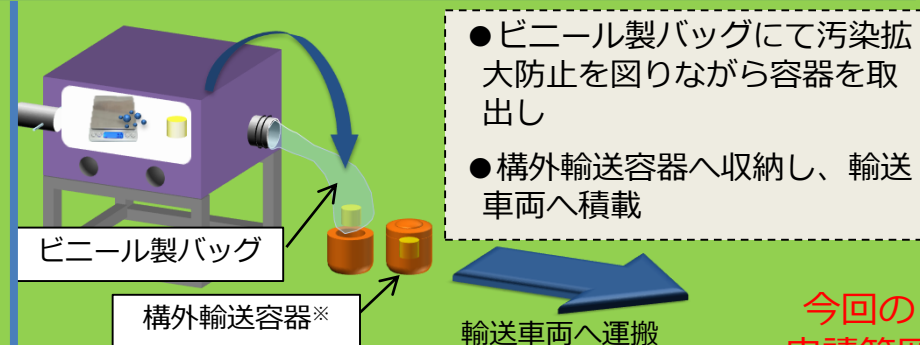 ●ビニール製バッグにて汚染拡
大防止を図りながら容器を取
出し
●構外輸送容器へ収納し、輸送
車両へ積載
ビニール製バッグ
構外輸送容器※
輸送車両へ運搬
今回の